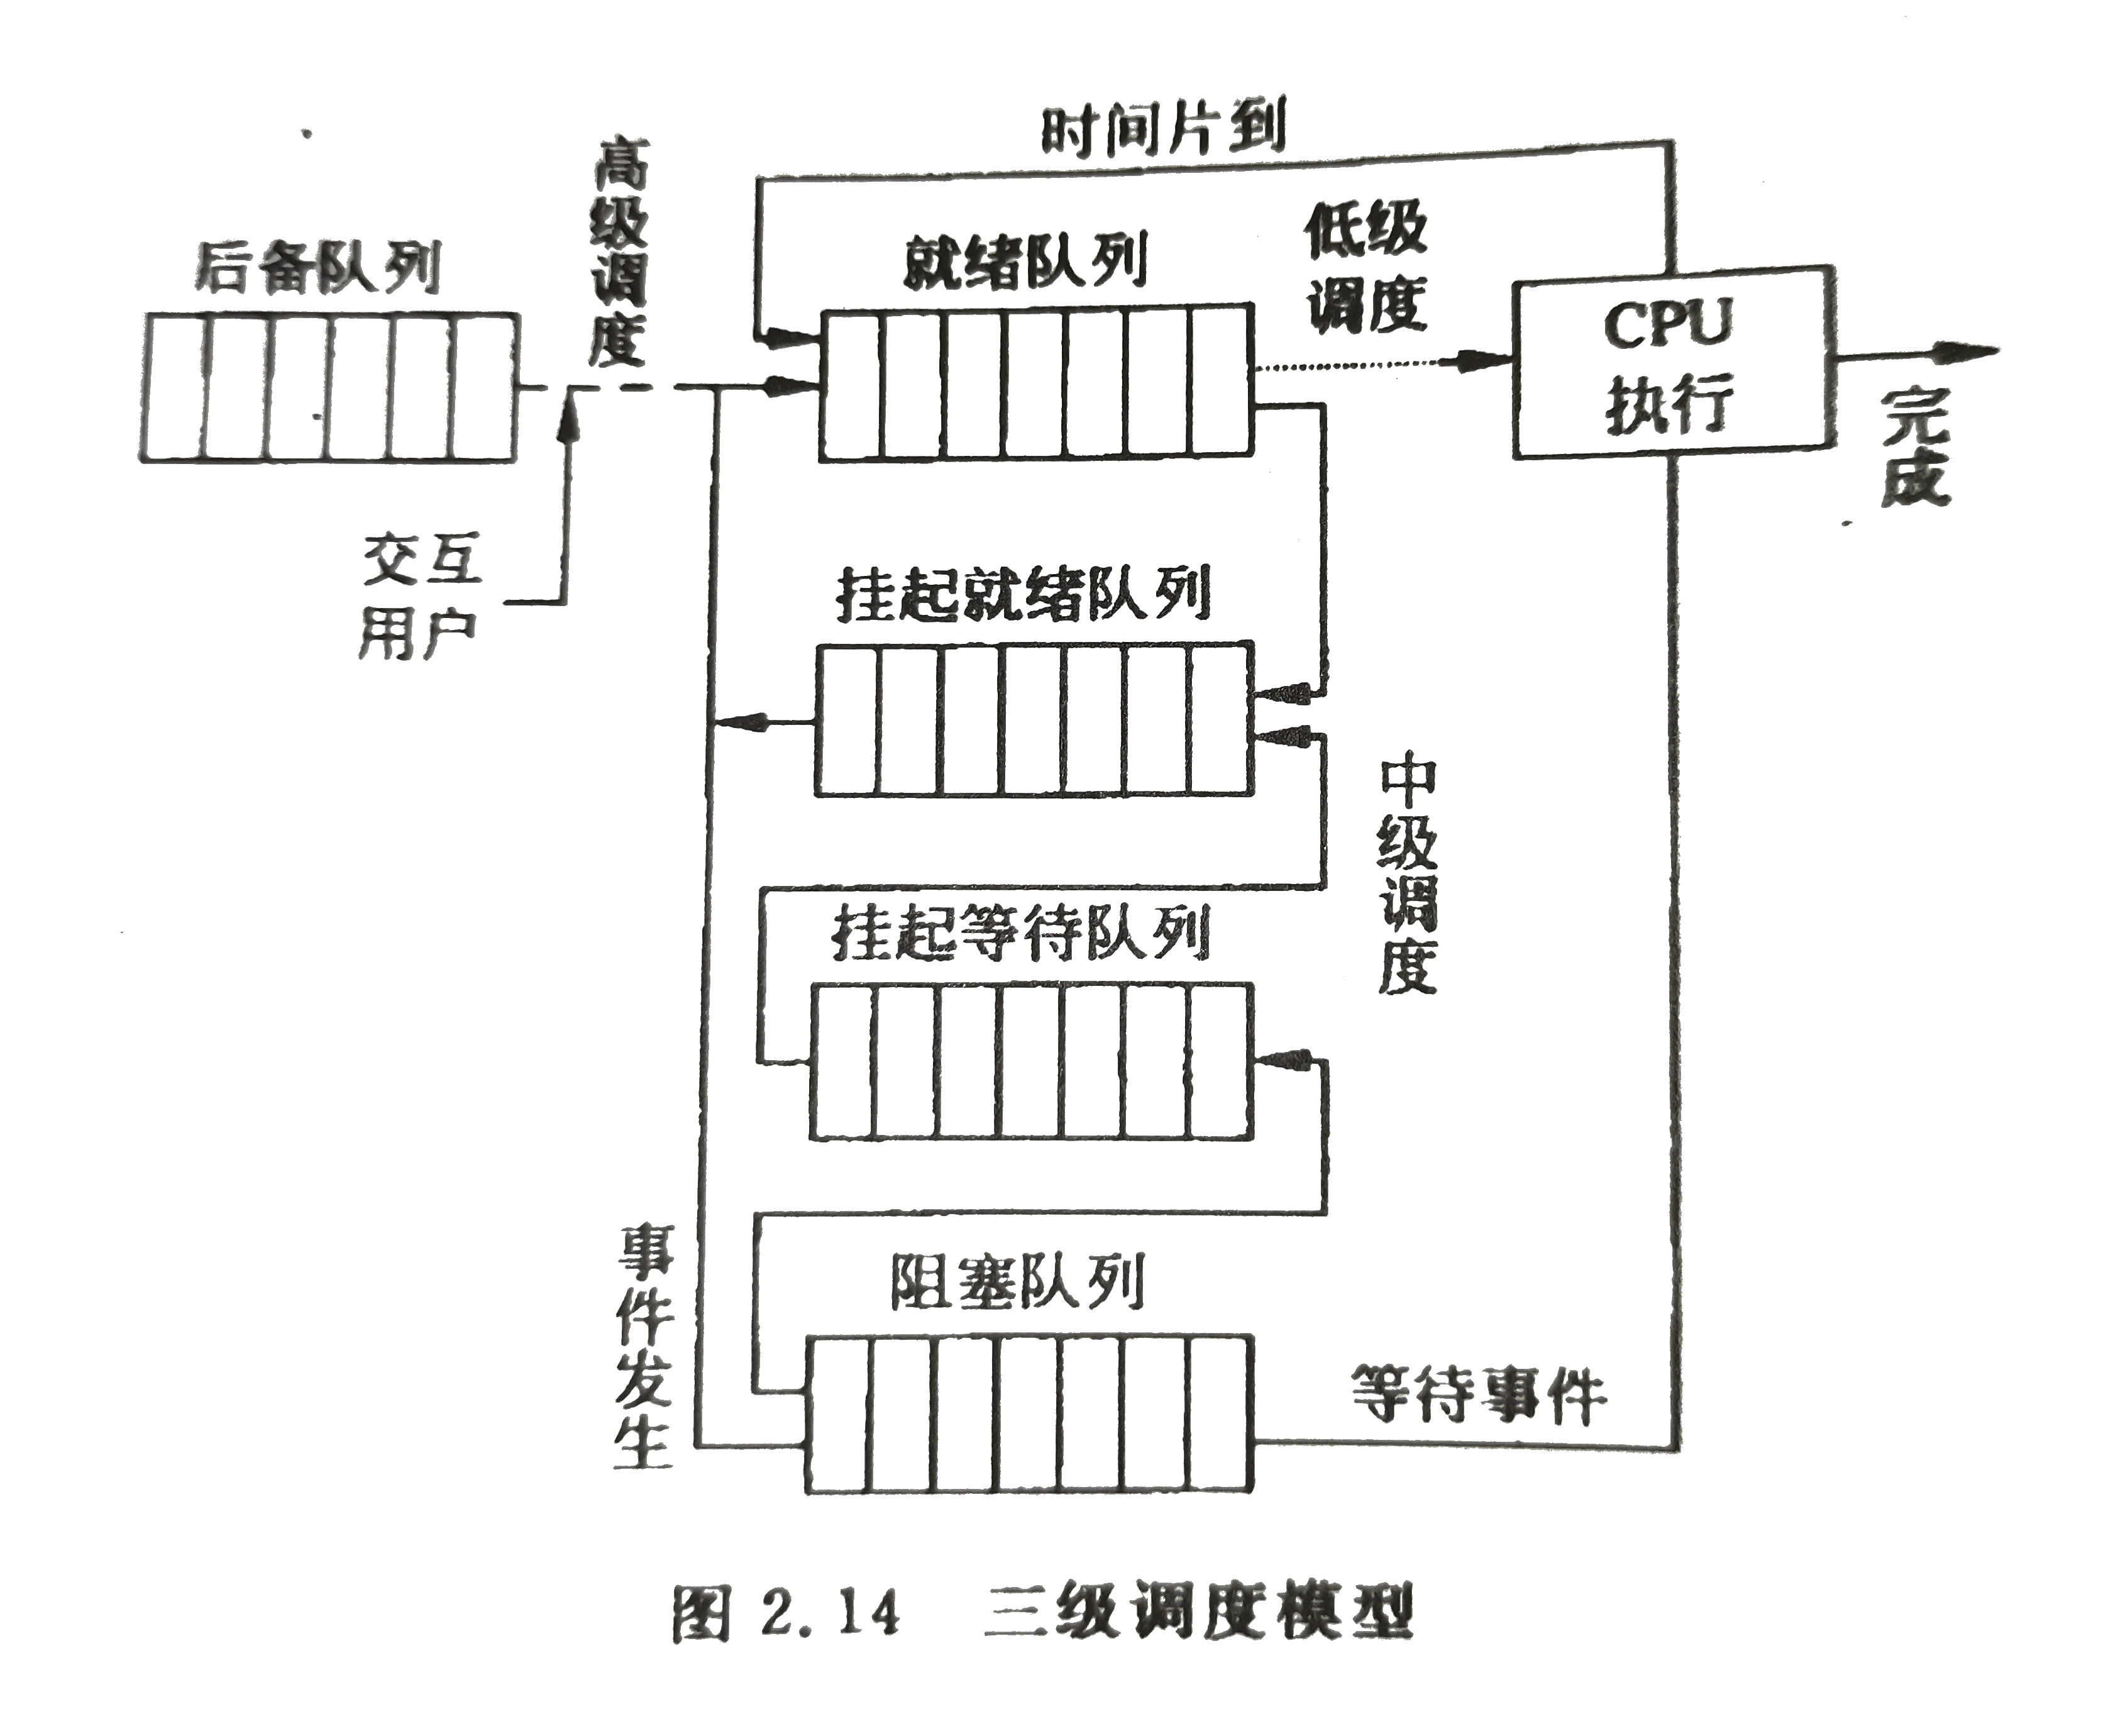 时间片到
高级调度
后备队列
就绪队列
低级
调度
CPU
执行
完成
交互
用户
挂起就绪队列
中级调度
挂起等待队列
事件发生
阻塞队列
等待事件
图 2.14 三级调度模型